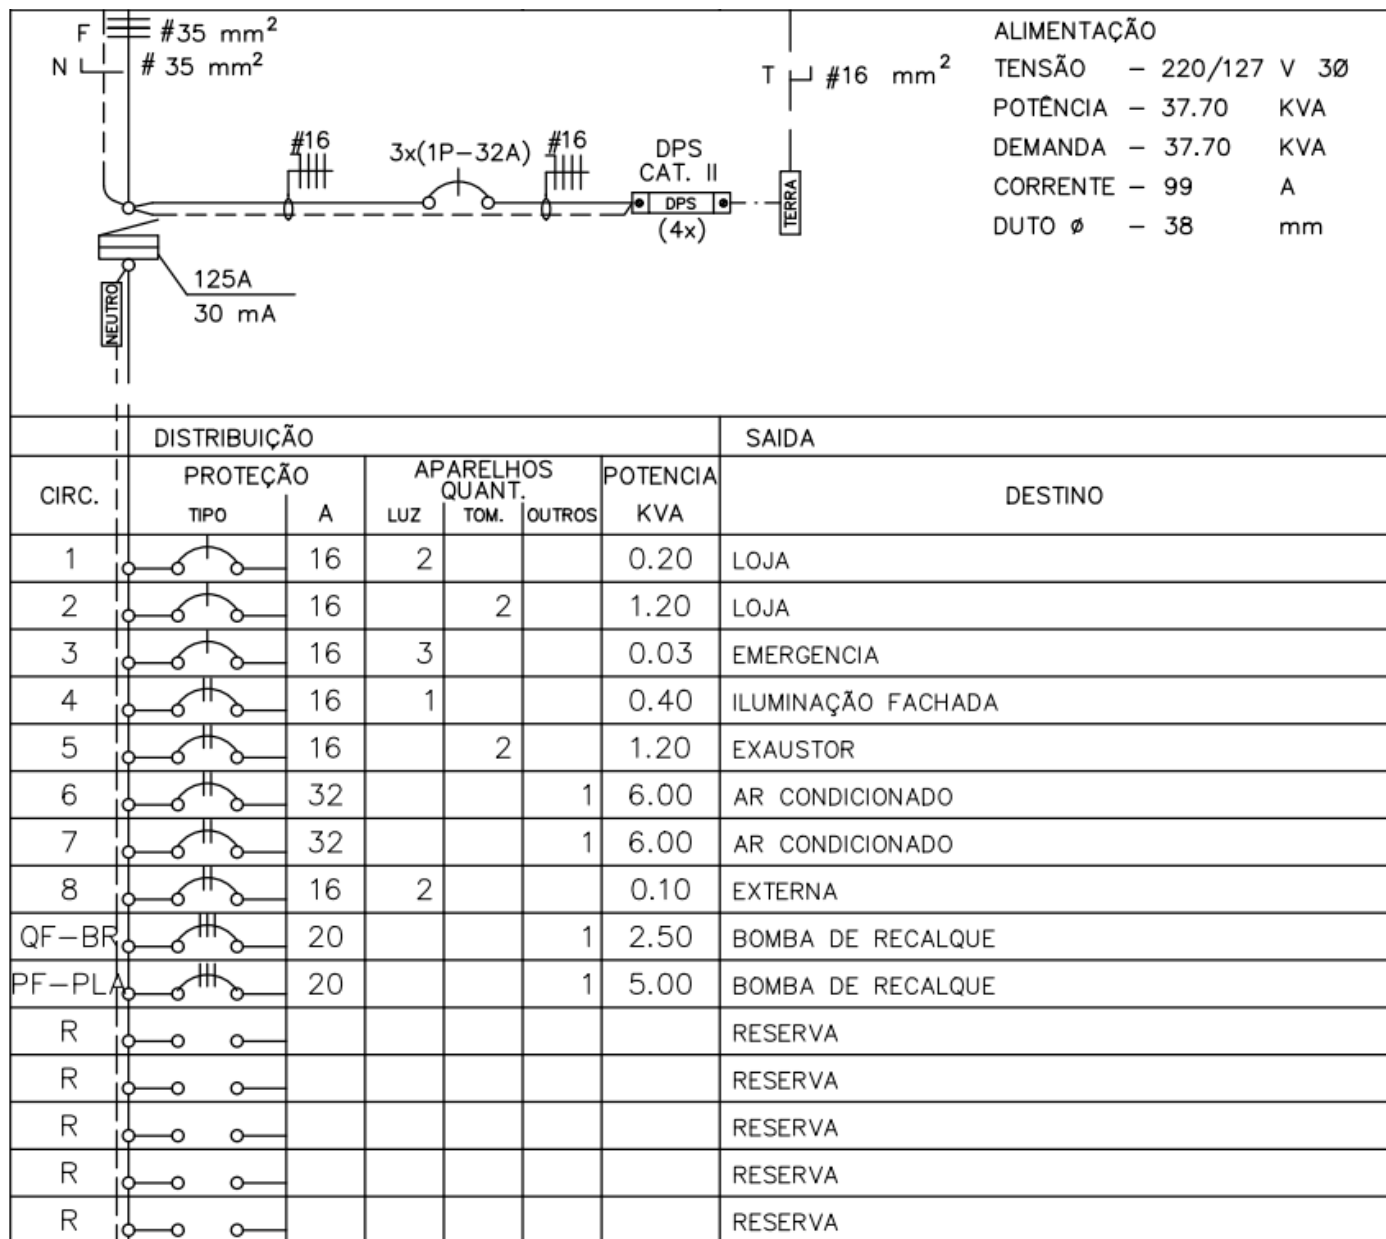 F #35 mm²
N # 35 mm²
T #16 mm²
ALIMENTAÇÃO
TENSÃO – 220/127 V 3Ø
POTÊNCIA – 37.70 KVA
DEMANDA – 37.70 KVA
CORRENTE – 99 A
DUTO ø – 38 mm
#16
3x(1P–32A)
#16
DPS
CAT. II
DPS
(4x)
TERRA
125A
30 mA
NEUTRO
DISTRIBUIÇÃO SAIDA
CIRC. PROTEÇÃO APARELHOS QUANT. POTENCIA KVA DESTINO
TIPO A LUZ TOM. OUTROS
1 16 2 0.20 LOJA
2 16 2 1.20 LOJA
3 16 3 0.03 EMERGENCIA
4 16 1 0.40 ILUMINAÇÃO FACHADA
5 16 2 1.20 EXAUSTOR
6 32 1 6.00 AR CONDICIONADO
7 32 1 6.00 AR CONDICIONADO
8 16 2 0.10 EXTERNA
QF–BR 20 1 2.50 BOMBA DE RECALQUE
PF–PLA 20 1 5.00 BOMBA DE RECALQUE
R RESERVA
R RESERVA
R RESERVA
R RESERVA
R RESERVA